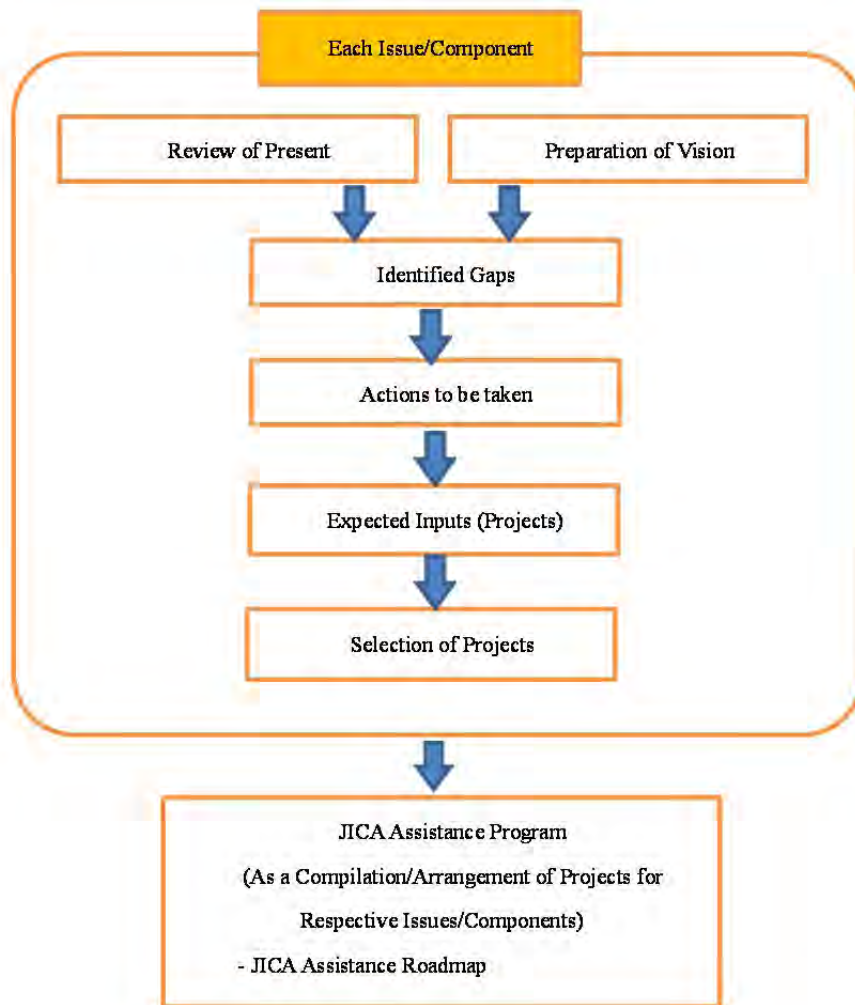 Each Issue/Component
Review of Present
Preparation of Vision
Identified Gaps
Actions to be taken
Expected Inputs (Projects)
Selection of Projects
JICA Assistance Program
(As a Compilation/Arrangement of Projects for
Respective Issues/Components)
- JICA Assistance Roadmap